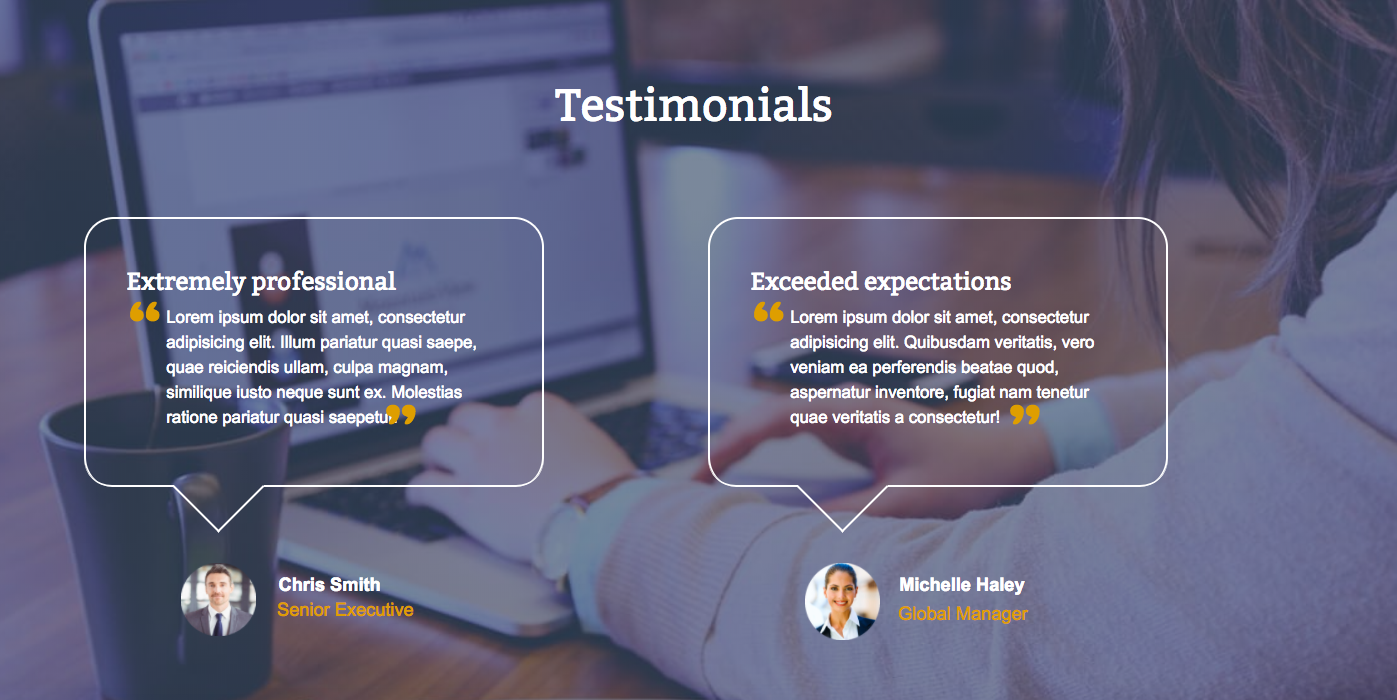 Testimonials
Extremely professional
“ Lorem ipsum dolor sit amet, consectetur
adipisicing elit. Illum pariatur quasi saepe,
quae reiciendis ullam, culpa magnam,
similique iusto neque sunt ex. Molestias
ratione pariatur quasi saepetur. ”
Chris Smith
Senior Executive
Exceeded expectations
“ Lorem ipsum dolor sit amet, consectetur
adipisicing elit. Quibusdam veritatis, vero
veniam ea perferendis beatae quod,
aspernatur inventore, fugiat nam tenetur
quae veritatis a consectetur! ”
Michelle Haley
Global Manager